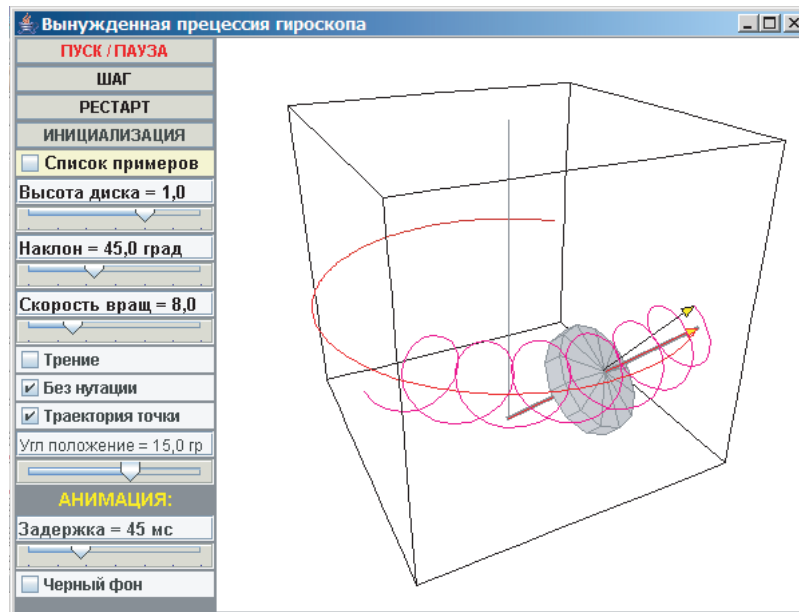 Вынужденная прецессия гироскопа
ПУСК / ПАУЗА
ШАГ
РЕСТАРТ
ИНИЦИАЛИЗАЦИЯ
Список примеров
Высота диска = 1,0
Наклон = 45,0 град
Скорость вращ = 8,0
Трение
Без нутации
Траектория точки
Угл положение = 15,0 гр
АНИМАЦИЯ:
Задержка = 45 мс
Черный фон